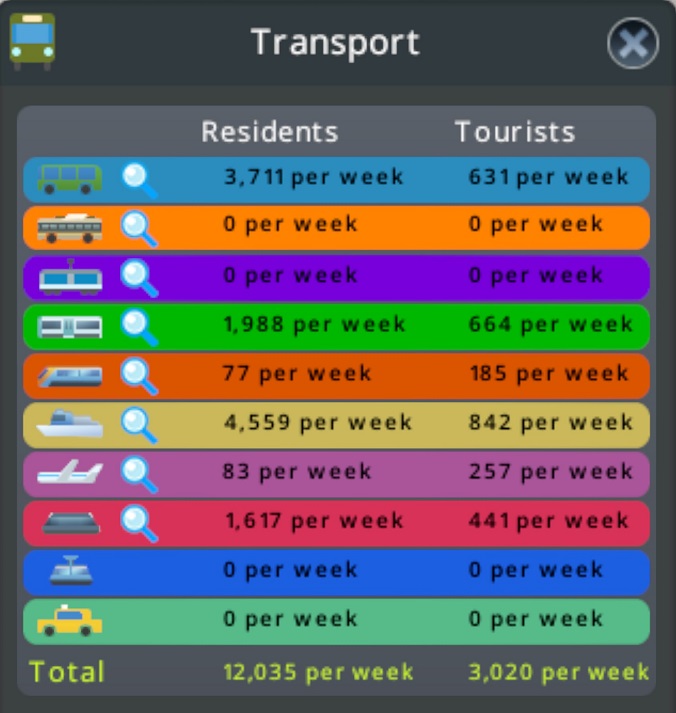 Transport
Residents Tourists
3,711 per week 631 per week
0 per week 0 per week
0 per week 0 per week
1,988 per week 664 per week
77 per week 185 per week
4,559 per week 842 per week
83 per week 257 per week
1,617 per week 441 per week
0 per week 0 per week
0 per week 0 per week
Total 12,035 per week 3,020 per week